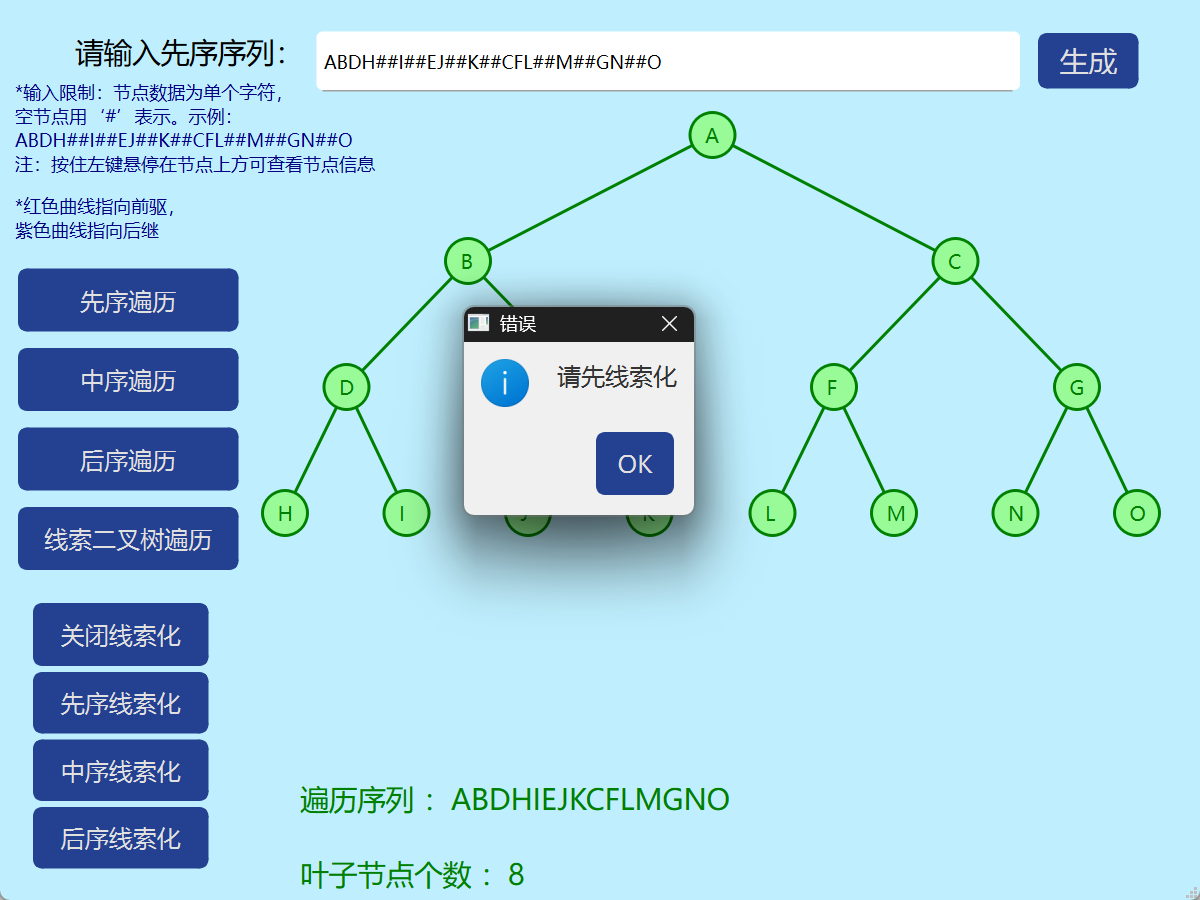 请输入先序序列：
ABDH##I##EJ##K##CFL##M##GN##O
生成
*输入限制：节点数据为单个字符，
空节点用‘#’表示。示例：
ABDH##I##EJ##K##CFL##M##GN##O
注：按住左键悬停在节点上方可查看节点信息
*红色曲线指向前驱，
紫色曲线指向后继
先序遍历
中序遍历
后序遍历
线索二叉树遍历
关闭线索化
先序线索化
中序线索化
后序线索化
A
B
C
错误
请先线索化
OK
D
F
G
H
I
J
K
L
M
N
O
遍历序列 ：ABDHIEJKCFLMGNO
叶子节点个数 ：8